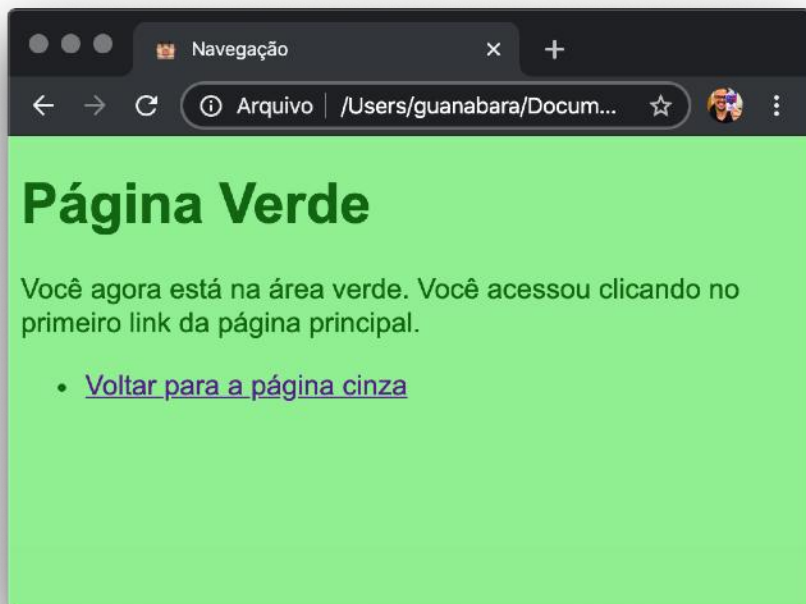 Navegação
Arquivo /Users/guanabara/Docum...
Página Verde
Você agora está na área verde. Você acessou clicando no
primeiro link da página principal.
• Voltar para a página cinza